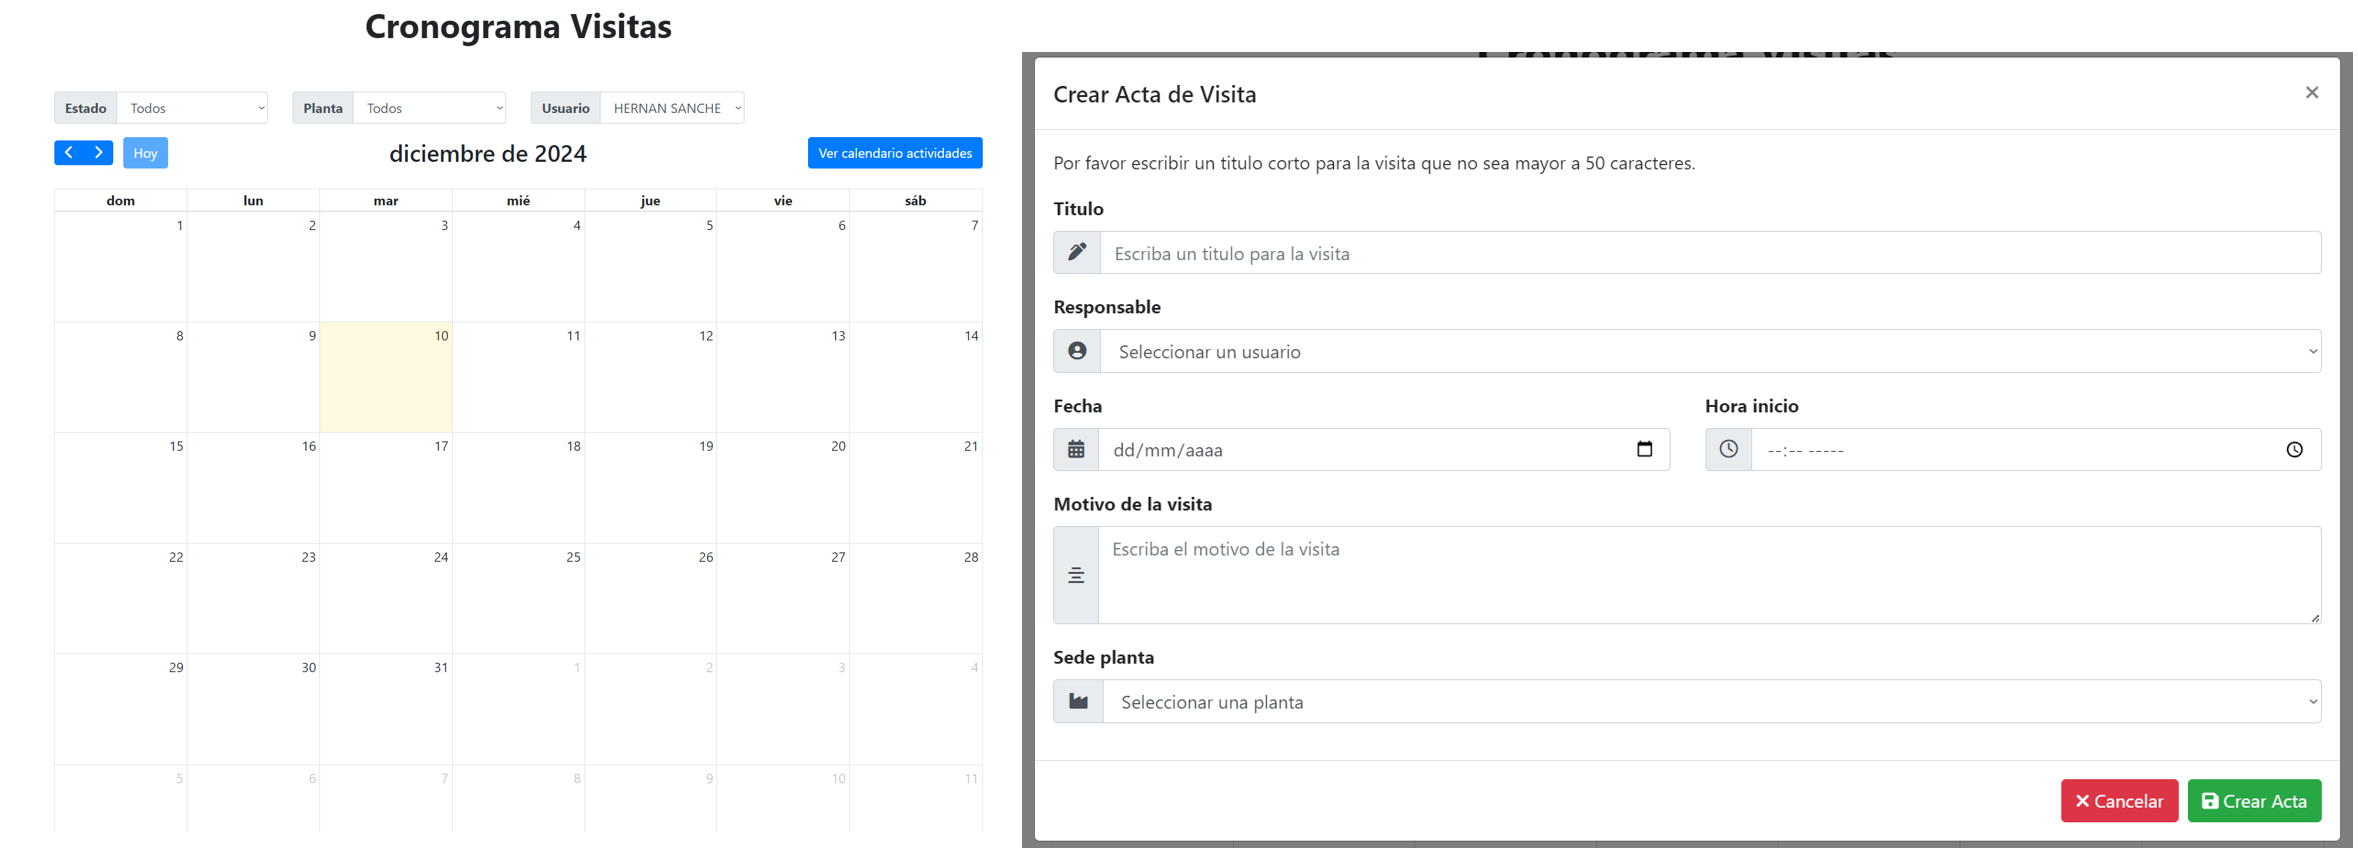 Cronograma Visitas
Estado Todos Planta Todos Usuario HERNAN SANCHE
Hoy diciembre de 2024 Ver calendario actividades
dom lun mar mié jue vie sáb
1 2 3 4 5 6 7
8 9 10 11 12 13 14
15 16 17 18 19 20 21
22 23 24 25 26 27 28
29 30 31 1 2 3 4
5 6 7 8 9 10 11
Crear Acta de Visita ×
Por favor escribir un titulo corto para la visita que no sea mayor a 50 caracteres.
Titulo
Escriba un titulo para la visita
Responsable
Seleccionar un usuario
Fecha Hora inicio
dd/mm/aaaa --:-- -----
Motivo de la visita
Escriba el motivo de la visita
Sede planta
Seleccionar una planta
Cancelar Crear Acta